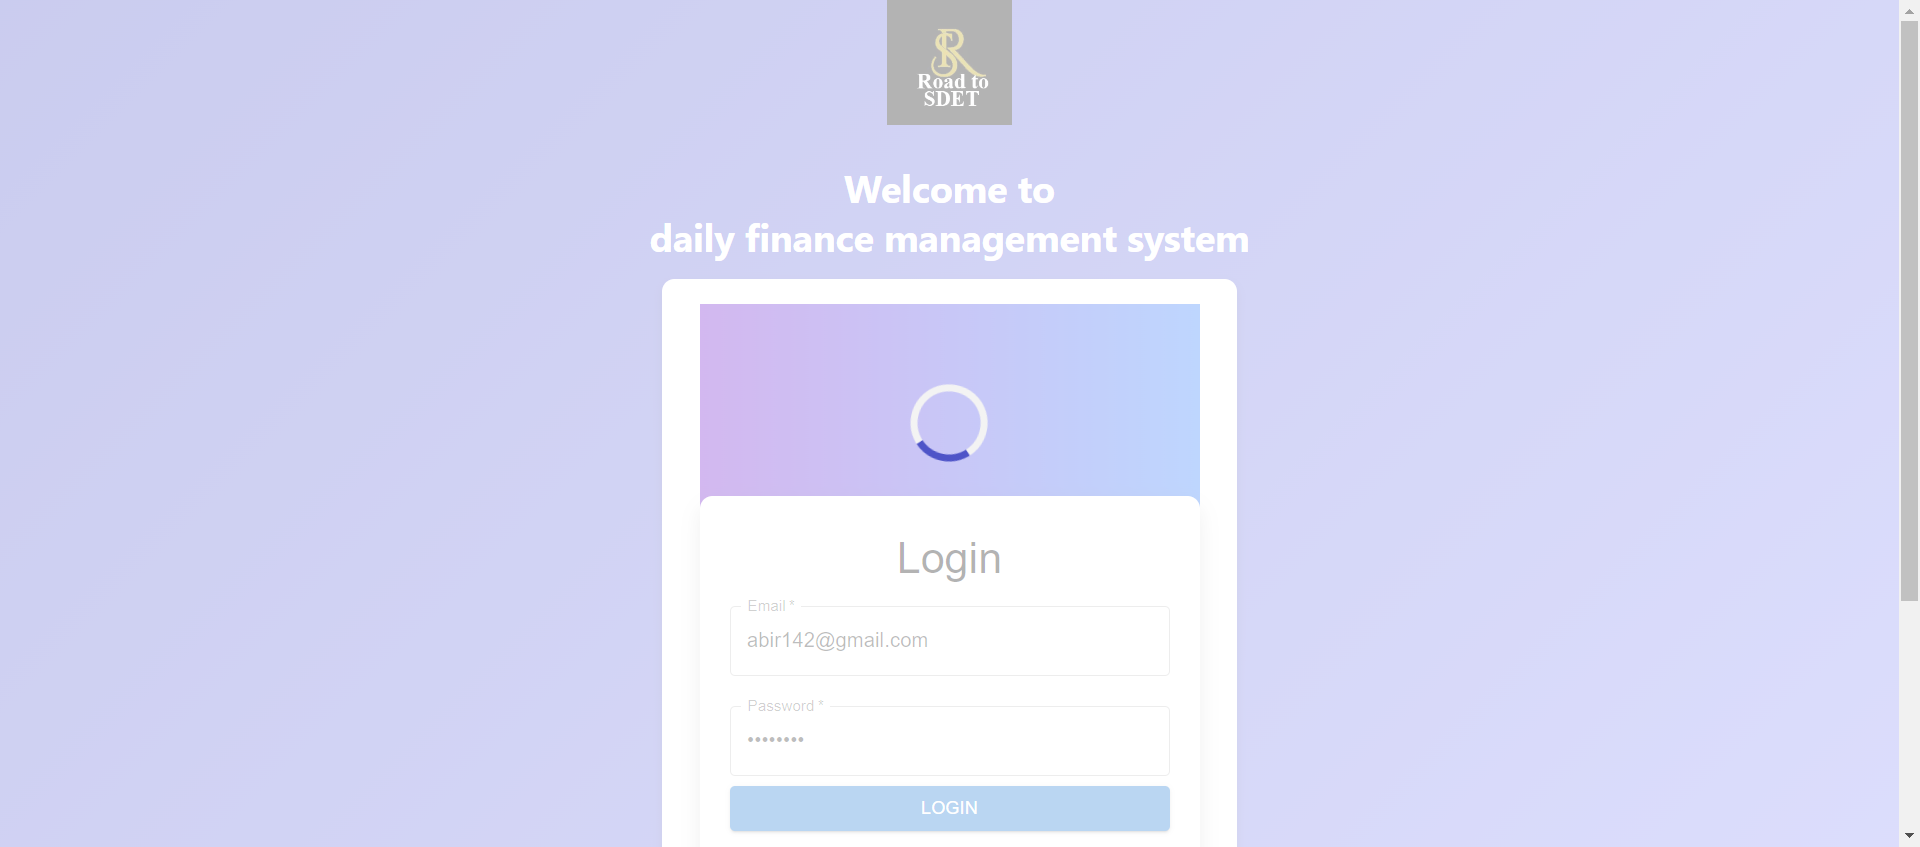 SR
Road to
SDET
Welcome to
daily finance management system
Login
Email *
abir142@gmail.com
Password *
••••••••
LOGIN